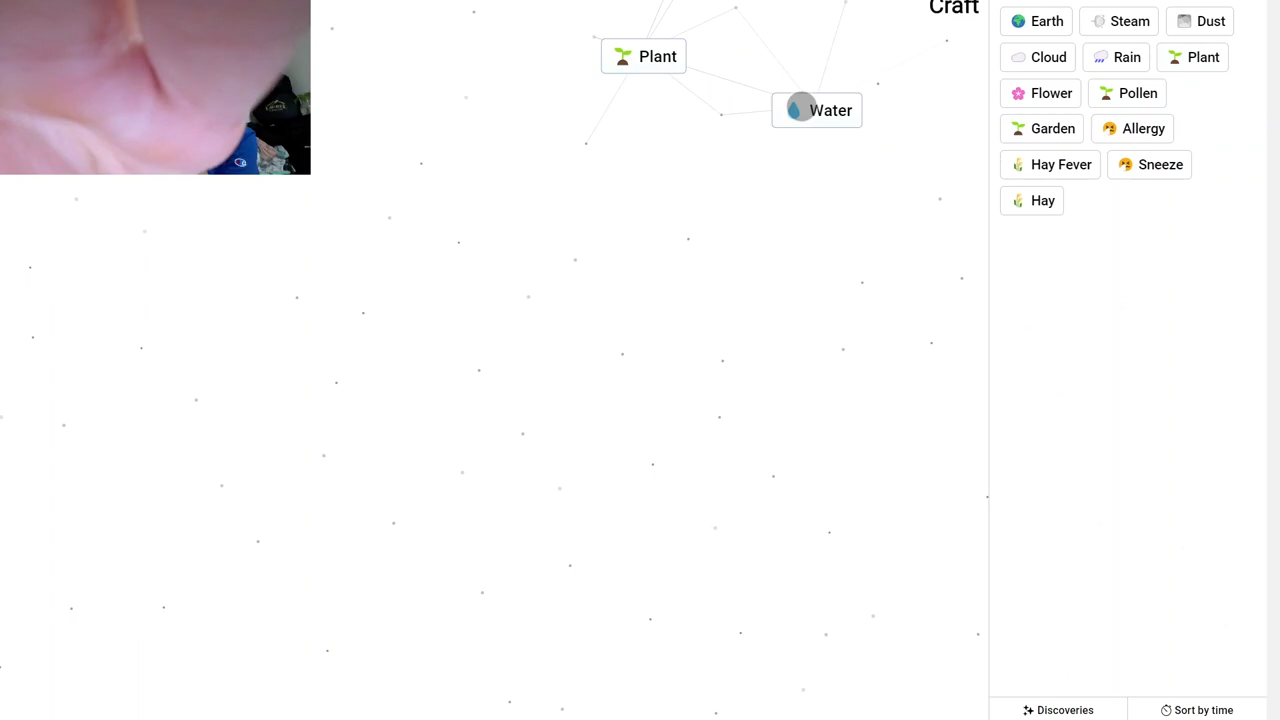 Craft
Plant
Water
Earth
Steam
Dust
Cloud
Rain
Plant
Flower
Pollen
Garden
Allergy
Hay Fever
Sneeze
Hay
Discoveries
Sort by time